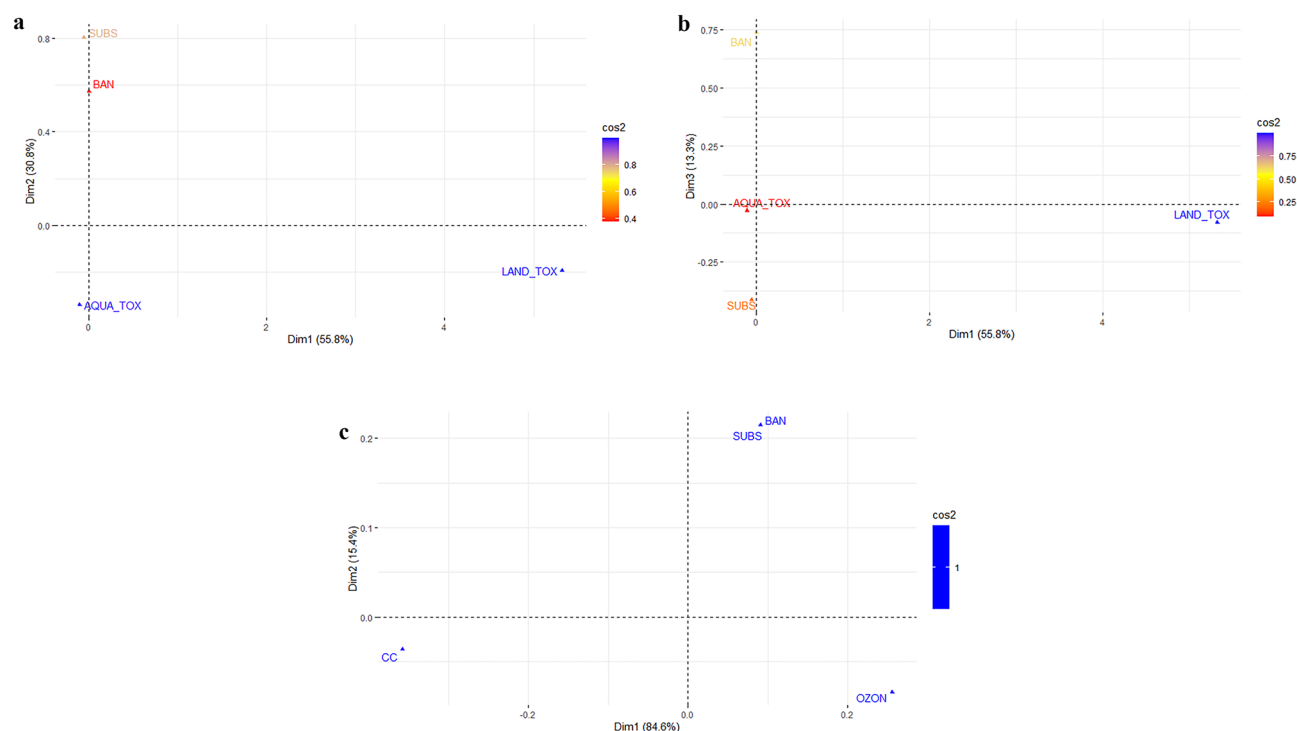 a
SUBS
BAN
AQUA_TOX
LAND_TOX
0.8
0.4
0.0
Dim2 (30.8%)
0
2
4
Dim1 (55.8%)
cos2
0.8
0.6
0.4
b
BAN
AQUA_TOX
SUBS
LAND_TOX
0.75
0.50
0.25
0.00
-0.25
Dim3 (13.3%)
0
2
4
Dim1 (55.8%)
cos2
0.75
0.50
0.25
c
BAN
SUBS
CC
OZON
0.2
0.1
0.0
Dim2 (15.4%)
-0.2
0.0
0.2
Dim1 (84.6%)
cos2
1